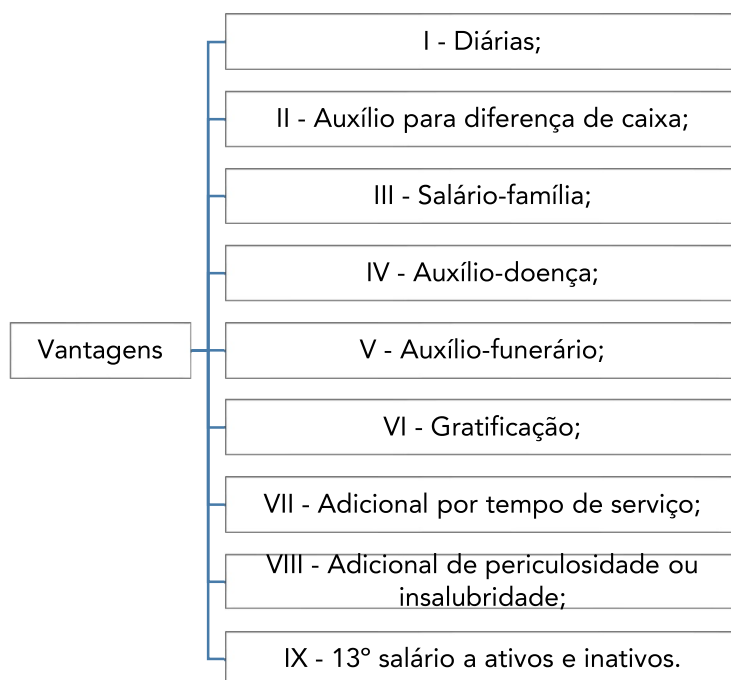 I - Diárias;
II - Auxílio para diferença de caixa;
III - Salário-família;
IV - Auxílio-doença;
Vantagens
V - Auxílio-funerário;
VI - Gratificação;
VII - Adicional por tempo de serviço;
VIII - Adicional de periculosidade ou
insalubridade;
IX - 13º salário a ativos e inativos.